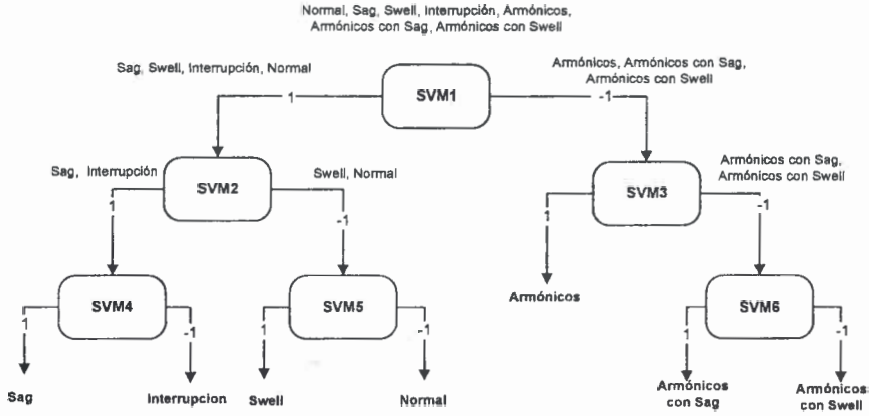 Normal, Sag, Swell, Interrupción, Armónicos,
Armónicos con Sag, Armónicos con Swell
Sag, Swell, Interrupción, Normal
Armónicos, Armónicos con Sag,
Armónicos con Swell
SVM1
1
-1
Sag, Interrupción
Swell, Normal
Armónicos con Sag,
Armónicos con Swell
SVM2
SVM3
1
-1
1
-1
Armónicos
SVM4
SVM5
SVM6
1
-1
1
-1
1
-1
Sag
Interrupcion
Swell
Normal
Armónicos
con Sag
Armónicos
con Swell